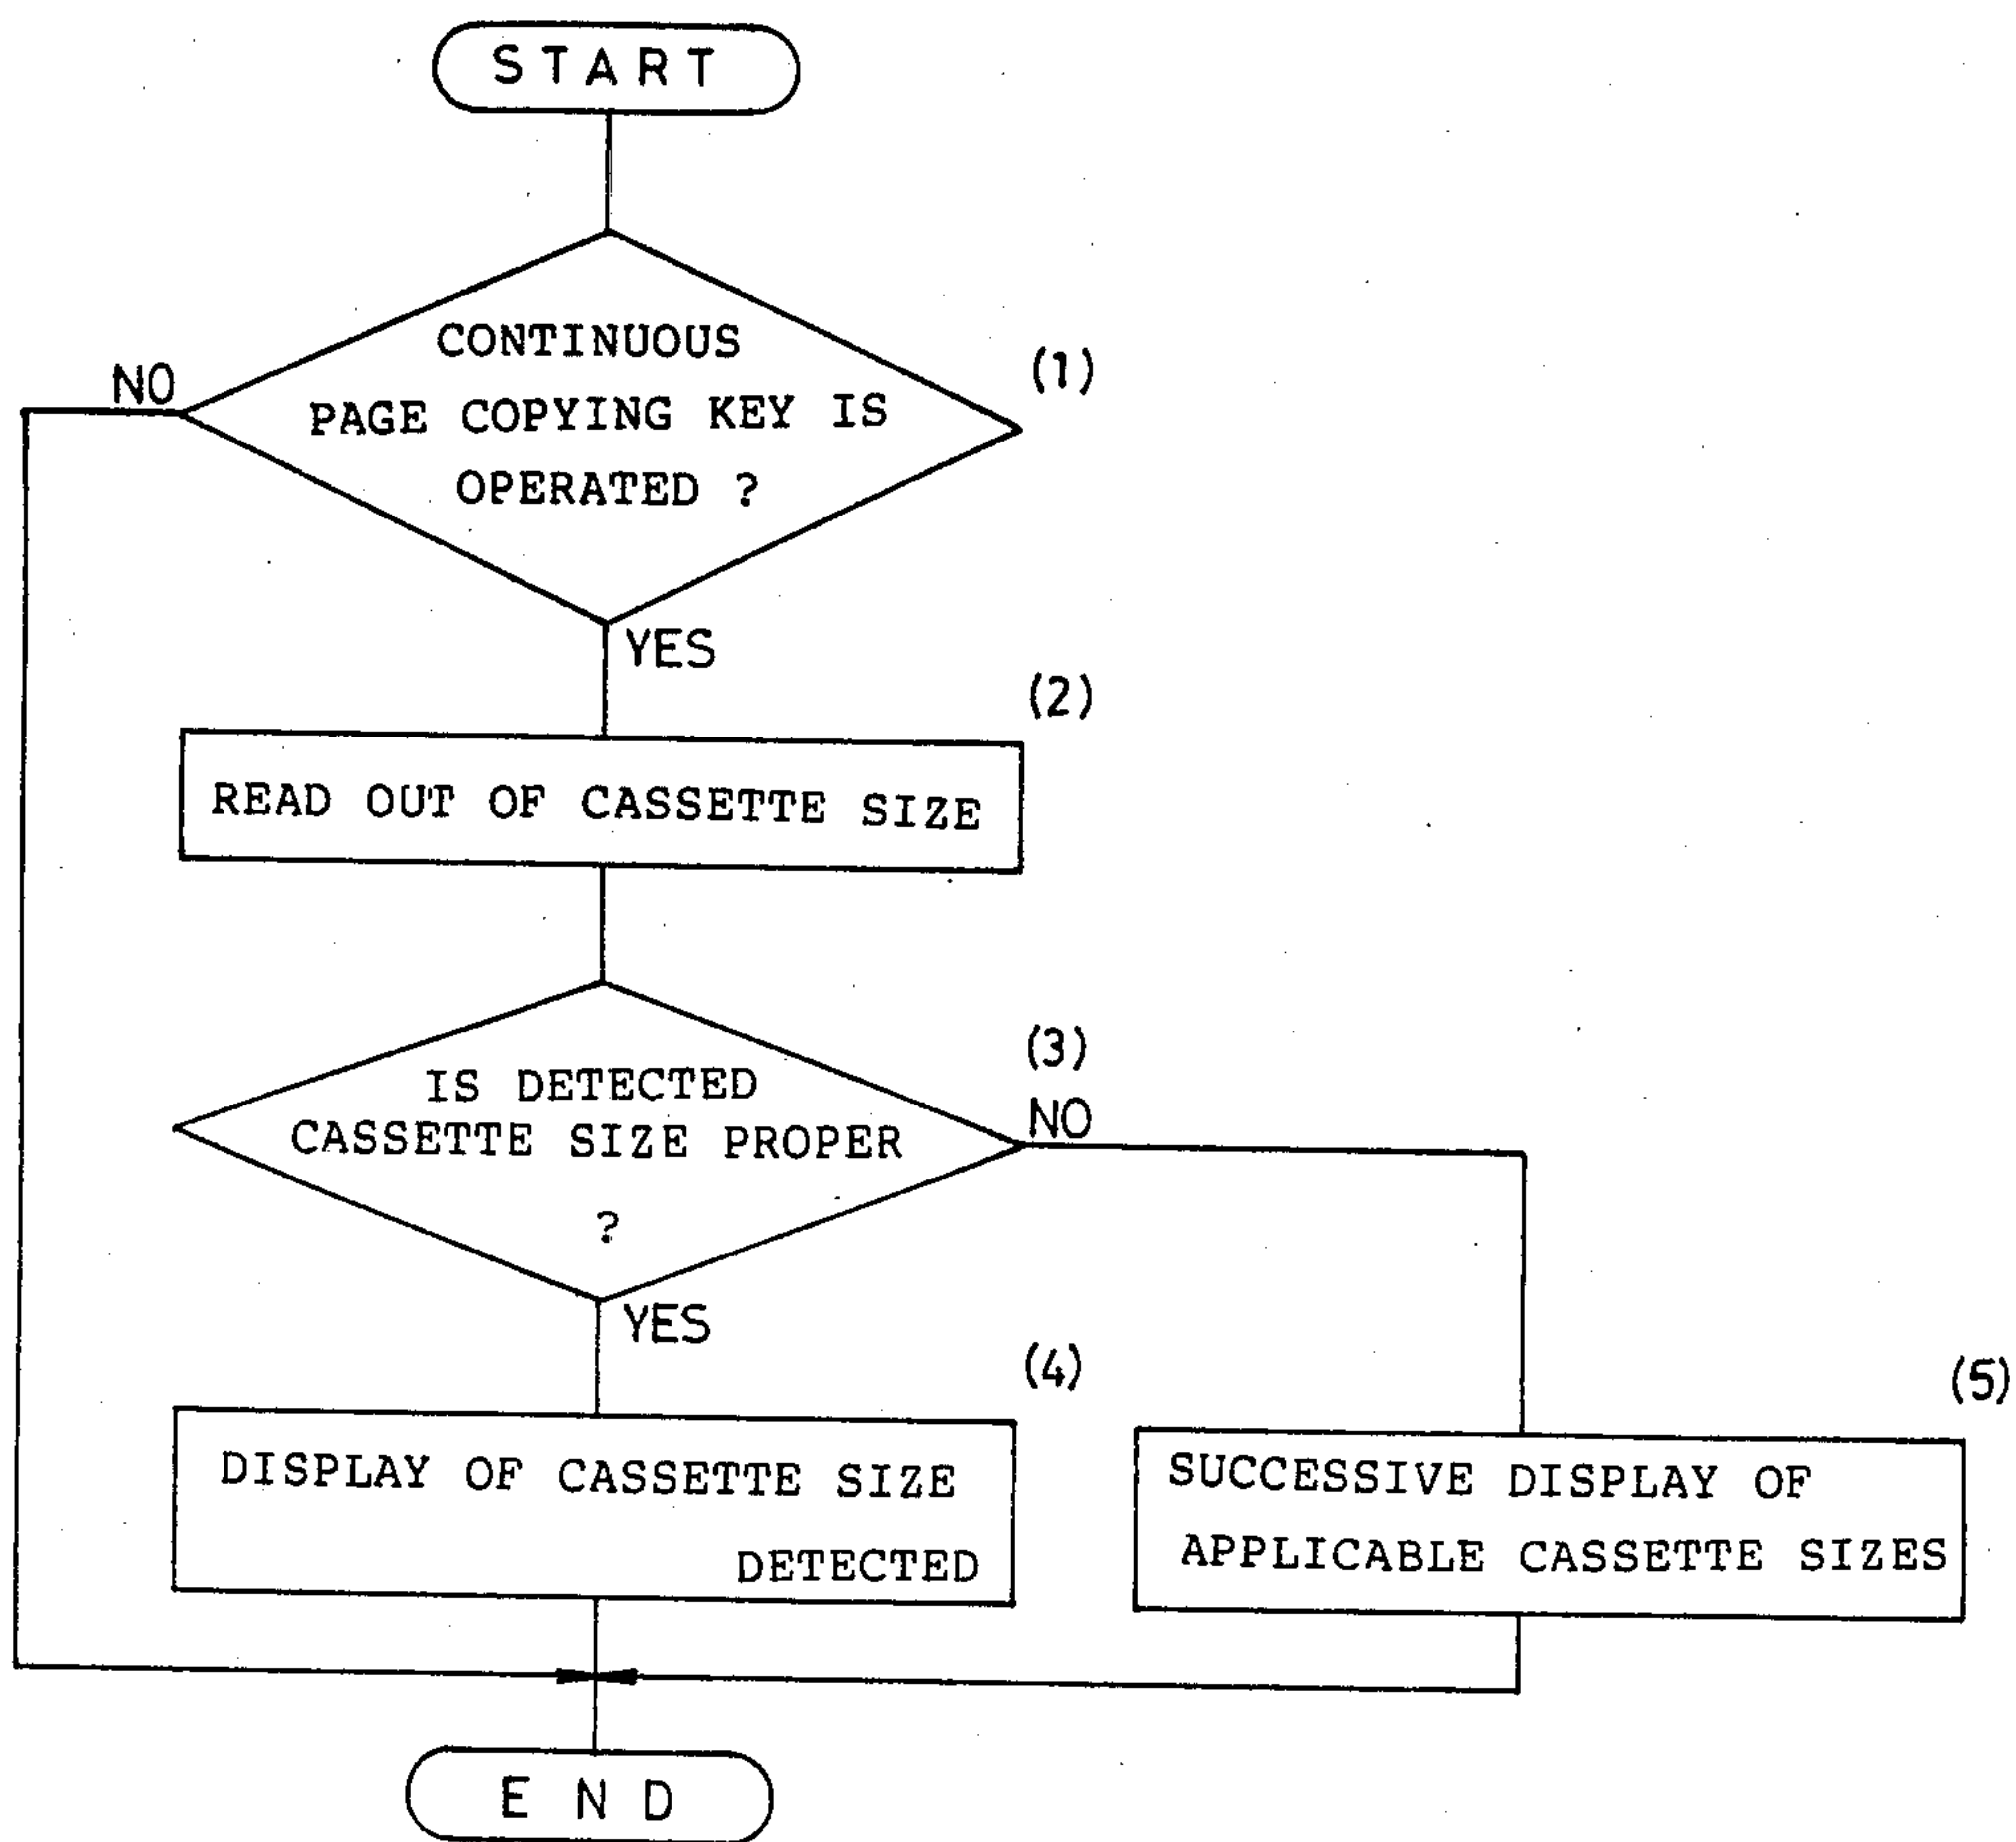 START
CONTINUOUS
PAGE COPYING KEY IS
OPERATED ?
(1)
NO
YES
(2)
READ OUT OF CASSETTE SIZE
(3)
IS DETECTED
CASSETTE SIZE PROPER
?
NO
YES
(4)
DISPLAY OF CASSETTE SIZE
DETECTED
(5)
SUCCESSIVE DISPLAY OF
APPLICABLE CASSETTE SIZES
END